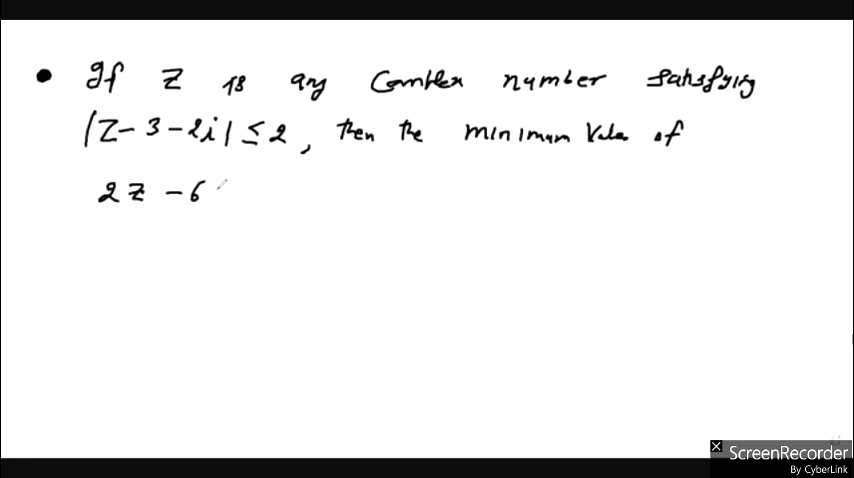 • If Z is any Complex number satisfying
|Z-3-2i| ≤ 2, then the minimum Value of
2z - 6
ScreenRecorder
By CyberLink